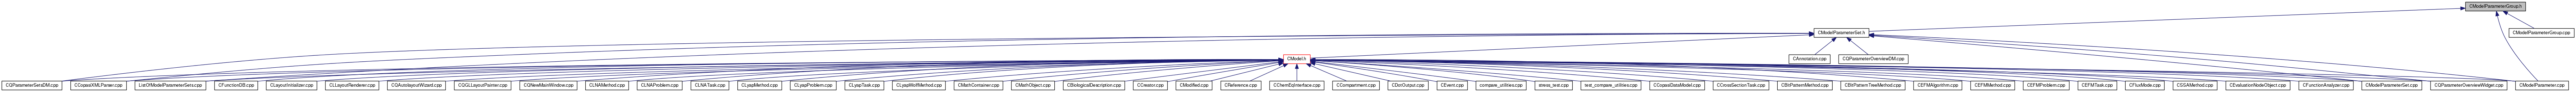 CModelParameterGroup.h
CModelParameterSet.h
CModelParameterGroup.cpp
CModel.h
CAnnotation.cpp
CQParameterOverviewDM.cpp
CQParameterSetsDM.cpp
CCopasiXMLParser.cpp
ListOfModelParameterSets.cpp
CFunctionDB.cpp
CLayoutInitializer.cpp
CLayoutRenderer.cpp
CQAutolayoutWizard.cpp
CQGLLayoutPainter.cpp
CQNewMainWindow.cpp
CLNAMethod.cpp
CLNAProblem.cpp
CLNATask.cpp
CLyapMethod.cpp
CLyapProblem.cpp
CLyapTask.cpp
CLyapWolfMethod.cpp
CMathContainer.cpp
CMathObject.cpp
CBiologicalDescription.cpp
CCreator.cpp
CModified.cpp
CReference.cpp
CChemEqInterface.cpp
CCompartment.cpp
CDotOutput.cpp
CEvent.cpp
compare_utilities.cpp
stress_test.cpp
test_compare_utilities.cpp
CCopasiDataModel.cpp
CCrossSectionTask.cpp
CBitPatternMethod.cpp
CBitPatternTreeMethod.cpp
CEFMAlgorithm.cpp
CEFMMethod.cpp
CEFMProblem.cpp
CEFMTask.cpp
CFluxMode.cpp
CSSAMethod.cpp
CEvaluationNodeObject.cpp
CFunctionAnalyzer.cpp
CModelParameterSet.cpp
CQParameterOverviewWidget.cpp
CModelParameter.cpp